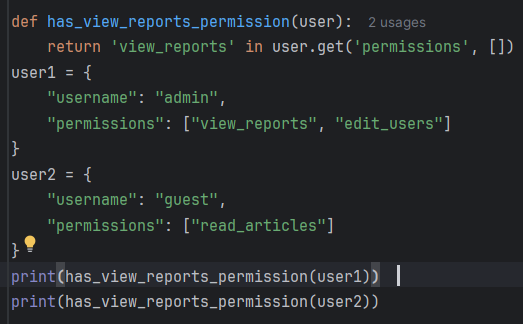 def has_view_reports_permission(user):  2 usages
    return 'view_reports' in user.get('permissions', [])
user1 = {
    "username": "admin",
    "permissions": ["view_reports", "edit_users"]
}
user2 = {
    "username": "guest",
    "permissions": ["read_articles"]
}
print(has_view_reports_permission(user1))
print(has_view_reports_permission(user2))